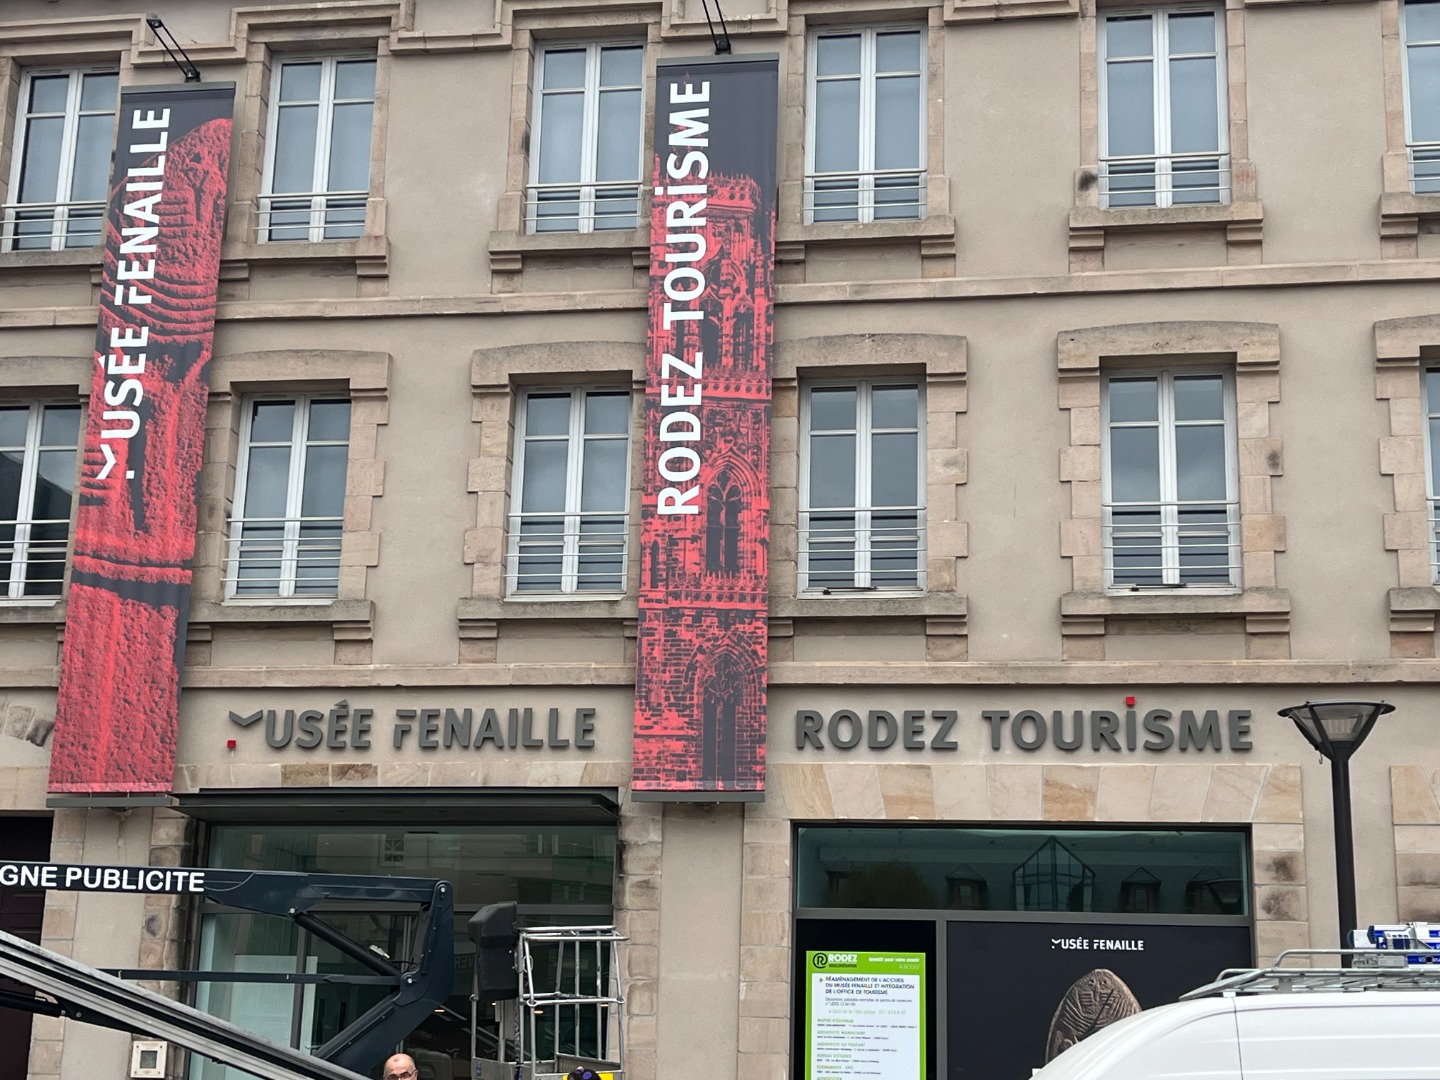 MUSÉE FENAILLE
RODEZ TOURiSME
MUSÉE FENAILLE
RODEZ TOURiSME
GNE PUBLICITE
MUSÉE FENAILLE
RODEZ
RÉAMÉNAGEMENT DE L'ACCUEIL
DU MUSÉE FENAILLE ET INTÉGRATION
DE L'OFFICE DE TOURISME